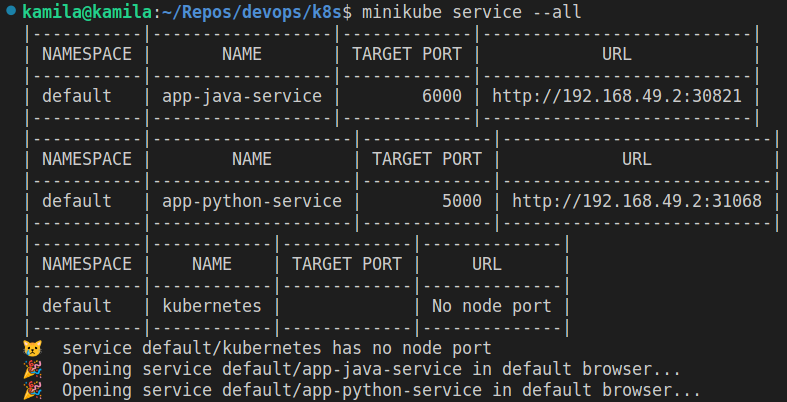 kamila@kamila:~/Repos/devops/k8s$ minikube service --all
|-----------|------------------|-------------|---------------------------|
| NAMESPACE |       NAME       | TARGET PORT |            URL            |
|-----------|------------------|-------------|---------------------------|
| default   | app-java-service |        6000 | http://192.168.49.2:30821 |
|-----------|------------------|-------------|---------------------------|
|-----------|--------------------|-------------|---------------------------|
| NAMESPACE |        NAME        | TARGET PORT |            URL            |
|-----------|--------------------|-------------|---------------------------|
| default   | app-python-service |        5000 | http://192.168.49.2:31068 |
|-----------|--------------------|-------------|---------------------------|
|-----------|------------|-------------|--------------|
| NAMESPACE |    NAME    | TARGET PORT |     URL      |
|-----------|------------|-------------|--------------|
| default   | kubernetes |             | No node port |
|-----------|------------|-------------|--------------|
😿  service default/kubernetes has no node port
🎉  Opening service default/app-java-service in default browser...
🎉  Opening service default/app-python-service in default browser...